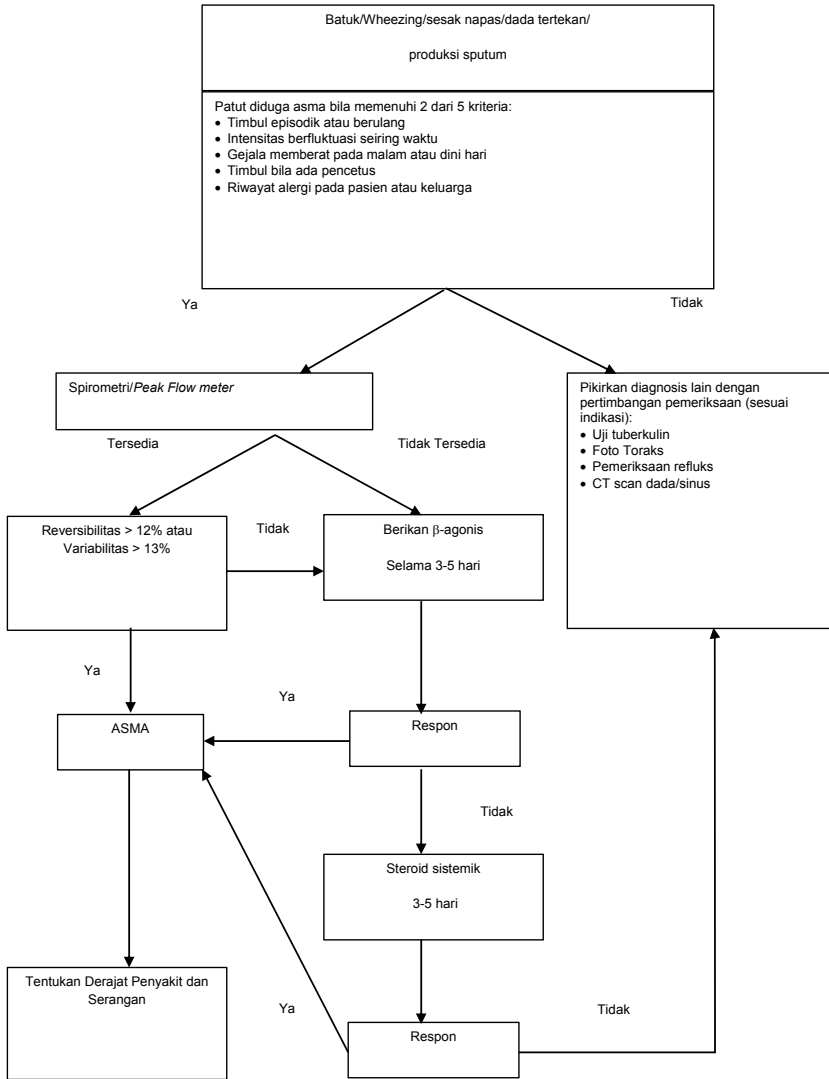 Batuk/Wheezing/sesak napas/dada tertekan/
produksi sputum
Patut diduga asma bila memenuhi 2 dari 5 kriteria:
• Timbul episodik atau berulang
• Intensitas berfluktuasi seiring waktu
• Gejala memberat pada malam atau dini hari
• Timbul bila ada pencetus
• Riwayat alergi pada pasien atau keluarga
Ya
Tidak
Spirometri/Peak Flow meter
Pikirkan diagnosis lain dengan
pertimbangan pemeriksaan (sesuai
indikasi):
• Uji tuberkulin
• Foto Toraks
• Pemeriksaan refluks
• CT scan dada/sinus
Tersedia
Tidak Tersedia
Reversibilitas > 12% atau
Variabilitas > 13%
Tidak
Berikan β-agonis
Selama 3-5 hari
Ya
Ya
ASMA
Respon
Tidak
Steroid sistemik
3-5 hari
Tentukan Derajat Penyakit dan
Serangan
Ya
Tidak
Respon